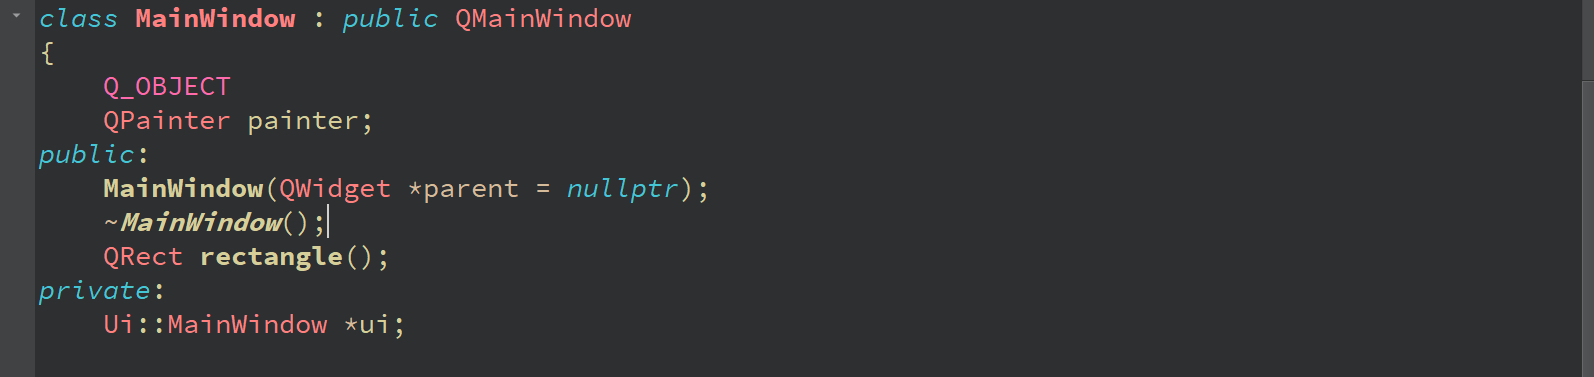 class MainWindow : public QMainWindow
{
    Q_OBJECT
    QPainter painter;
public:
    MainWindow(QWidget *parent = nullptr);
    ~MainWindow();
    QRect rectangle();
private:
    Ui::MainWindow *ui;